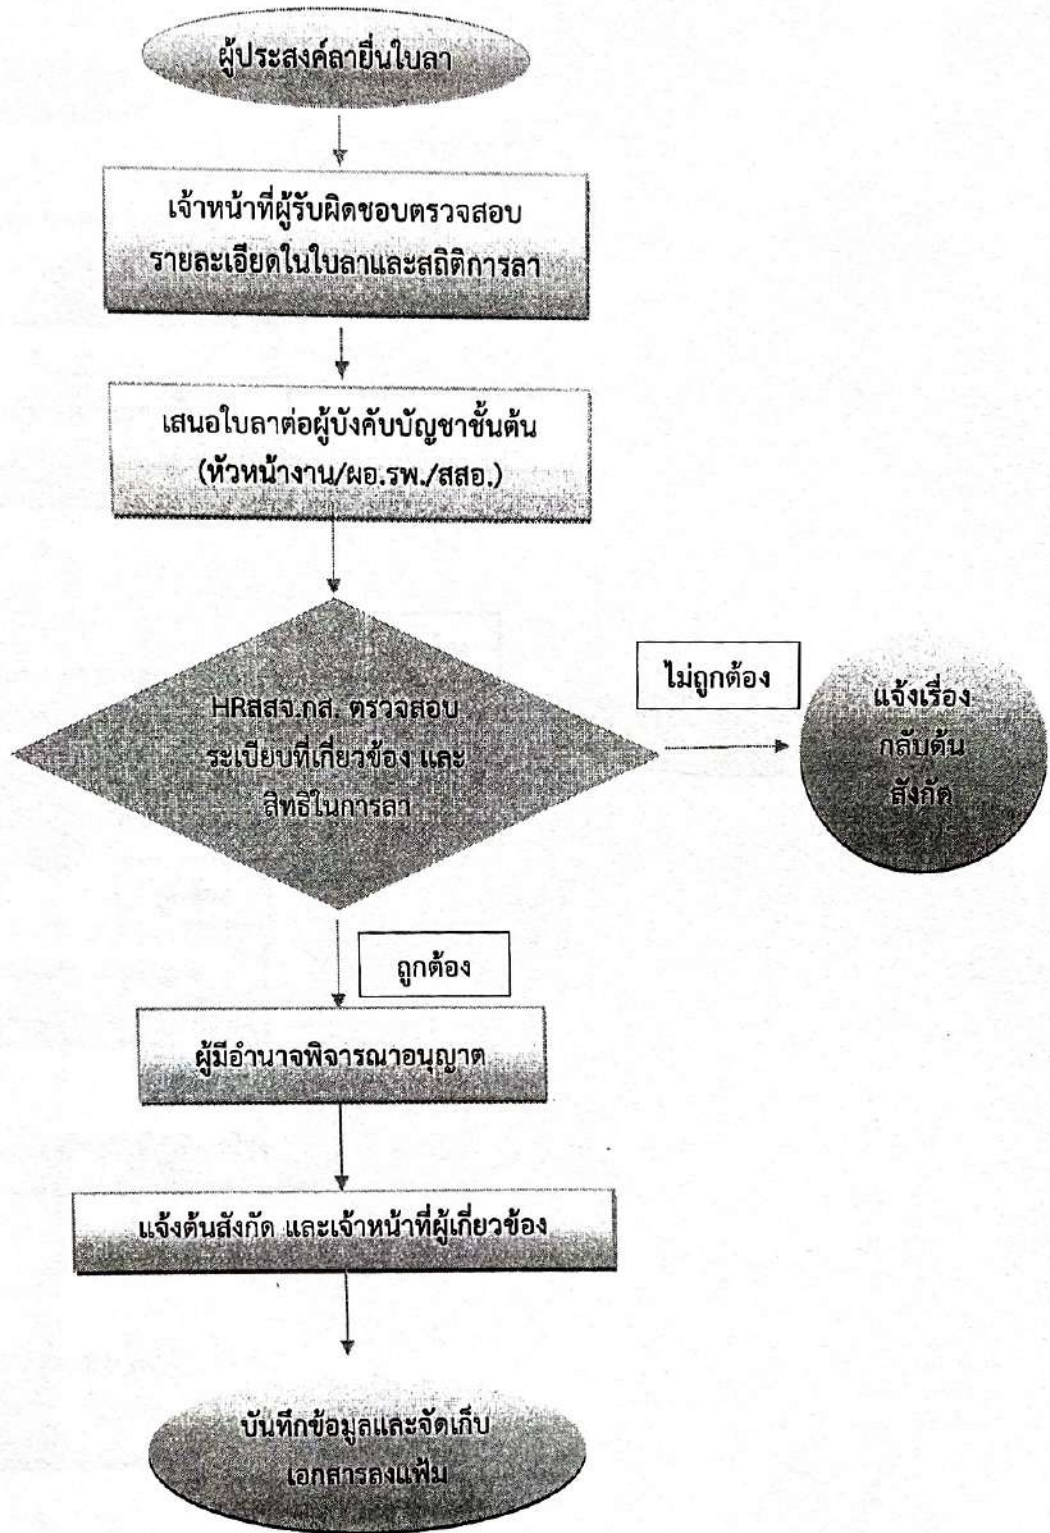 ผู้ประสงค์ลายื่นใบลา
เจ้าหน้าที่ผู้รับผิดชอบตรวจสอบ
รายละเอียดในใบลาและสถิติการลา
เสนอใบลาต่อผู้บังคับบัญชาชั้นต้น
(หัวหน้างาน/ผอ.รพ./สสอ.)
HRสสจ.กส. ตรวจสอบ
ระเบียบที่เกี่ยวข้อง และ
สิทธิในการลา
ไม่ถูกต้อง
แจ้งเรื่อง
กลับต้น
สังกัด
ถูกต้อง
ผู้มีอำนาจพิจารณาอนุญาต
แจ้งต้นสังกัด และเจ้าหน้าที่ผู้เกี่ยวข้อง
บันทึกข้อมูลและจัดเก็บ
เอกสารลงแฟ้ม